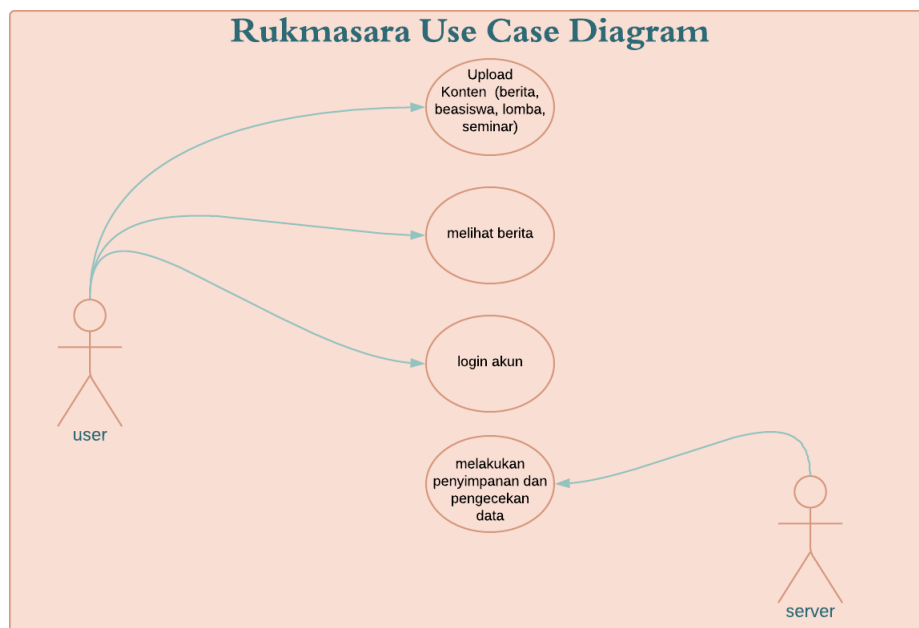 Rukmasara Use Case Diagram
Upload
Konten (berita,
beasiswa, lomba,
seminar)
melihat berita
login akun
user
melakukan
penyimpanan dan
pengecekan
data
server